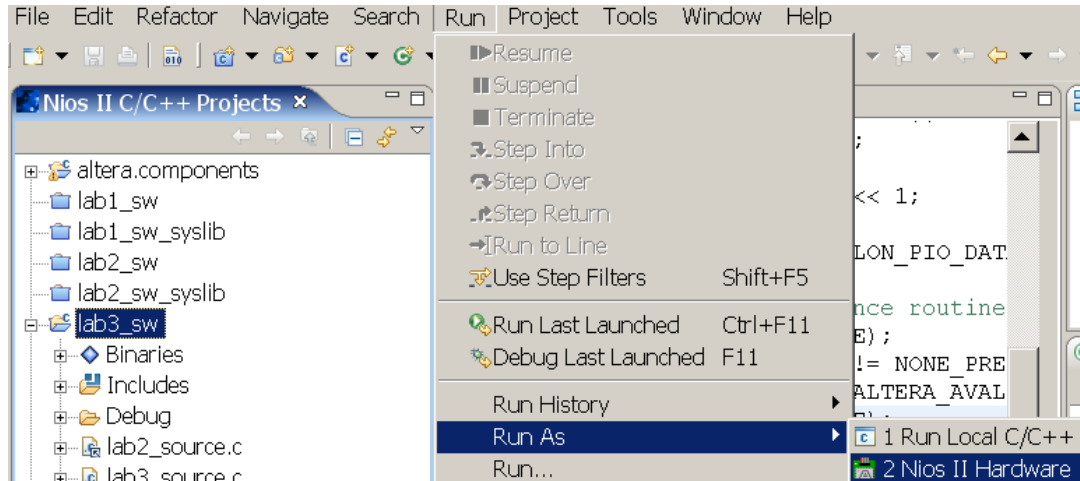 File Edit Refactor Navigate Search Run Project Tools Window Help
Nios II C/C++ Projects
altera.components
lab1_sw
lab1_sw_syslib
lab2_sw
lab2_sw_syslib
lab3_sw
Binaries
Includes
Debug
lab2_source.c
lab3_source.c
Resume
Suspend
Terminate
Step Into
Step Over
Step Return
Run to Line
Use Step Filters Shift+F5
Run Last Launched Ctrl+F11
Debug Last Launched F11
Run History
Run As
Run...
1 Run Local C/C++
2 Nios II Hardware
;
<< 1;
LON_PIO_DAT
nce routine
E);
!= NONE_PRE
ALTERA_AVAL